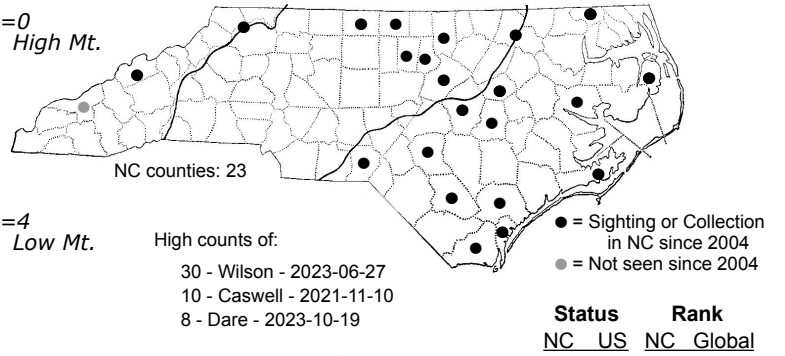 =0
High Mt.
NC counties: 23
=4
Low Mt.
High counts of:
30 - Wilson - 2023-06-27
10 - Caswell - 2021-11-10
8 - Dare - 2023-10-19
= Sighting or Collection
in NC since 2004
= Not seen since 2004
Status Rank
NC US NC Global